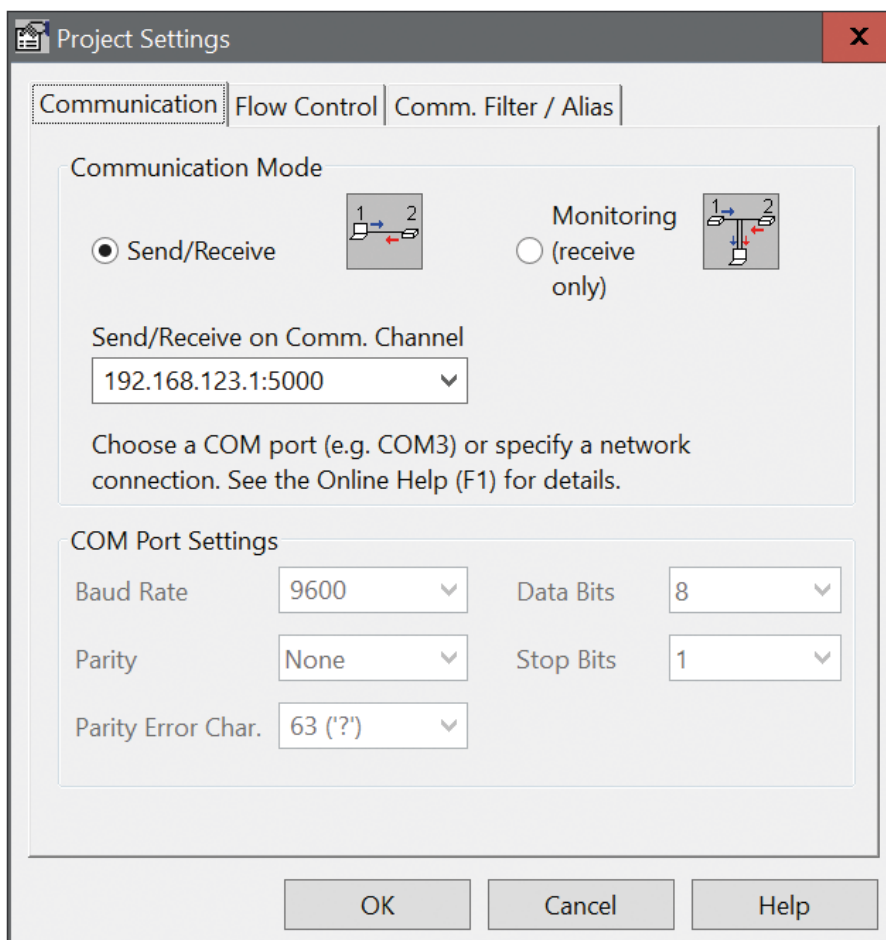 Project Settings
Communication Flow Control Comm. Filter / Alias
Communication Mode
1 2
Send/Receive
Monitoring
(receive
only)
1 2
Send/Receive on Comm. Channel
192.168.123.1:5000
Choose a COM port (e.g. COM3) or specify a network
connection. See the Online Help (F1) for details.
COM Port Settings
Baud Rate 9600 Data Bits 8
Parity None Stop Bits 1
Parity Error Char. 63 ('?')
OK Cancel Help